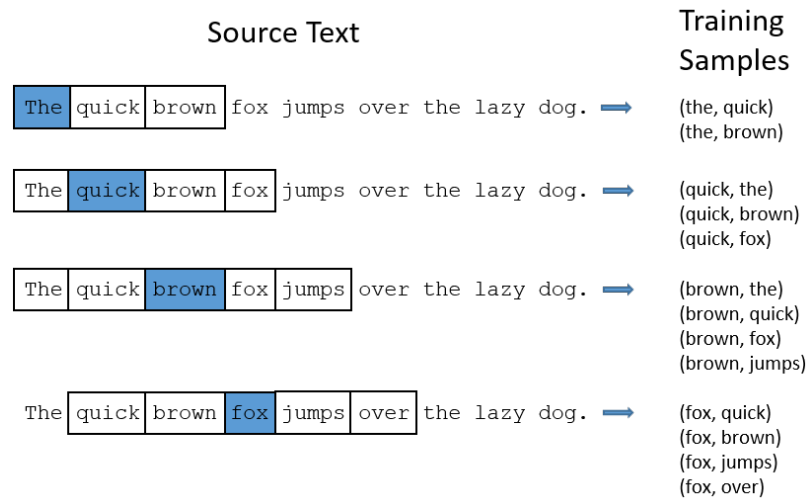 Source Text
Training
Samples
The quick brown fox jumps over the lazy dog.
(the, quick)
(the, brown)
The quick brown fox jumps over the lazy dog.
(quick, the)
(quick, brown)
(quick, fox)
The quick brown fox jumps over the lazy dog.
(brown, the)
(brown, quick)
(brown, fox)
(brown, jumps)
The quick brown fox jumps over the lazy dog.
(fox, quick)
(fox, brown)
(fox, jumps)
(fox, over)